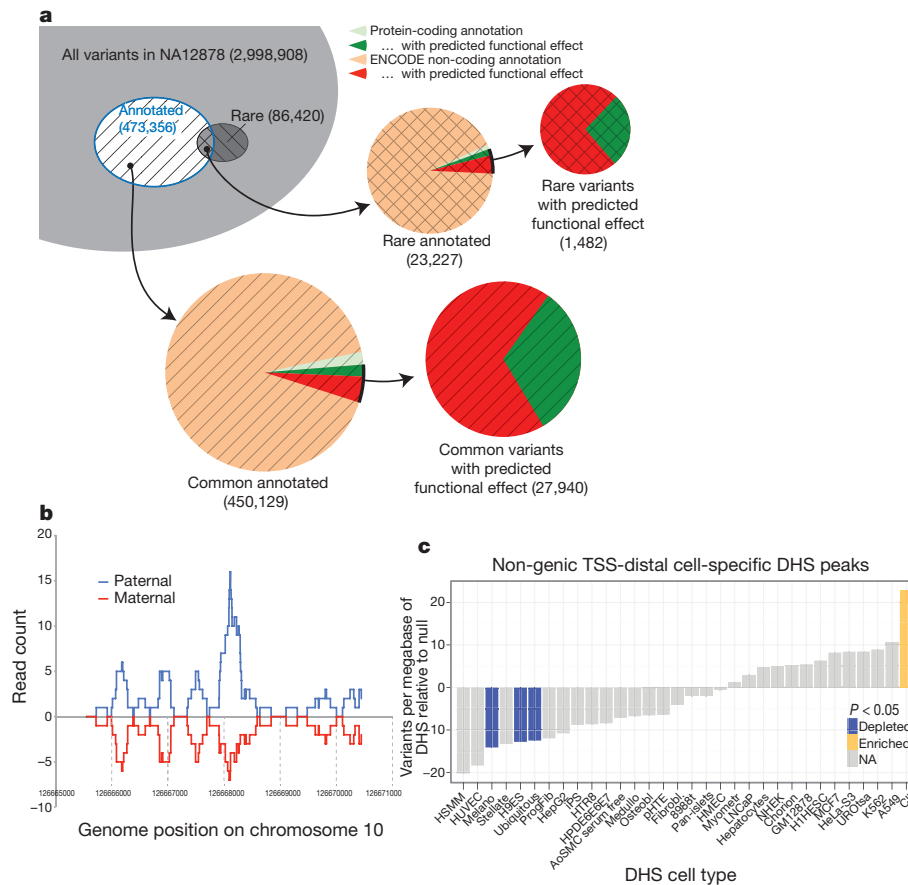 a
Protein-coding annotation
... with predicted functional effect
ENCODE non-coding annotation
... with predicted functional effect
All variants in NA12878 (2,998,908)
Annotated
(473,356)
Rare (86,420)
Rare annotated
(23,227)
Rare variants
with predicted
functional effect
(1,482)
Common annotated
(450,129)
Common variants
with predicted
functional effect (27,940)
b
20
15
10
5
0
−5
−10
Read count
Paternal
Maternal
126665000
126666000
126667000
126668000
126669000
126670000
126671000
Genome position on chromosome 10
c
Non-genic TSS-distal cell-specific DHS peaks
Variants per megabase of
DHS relative to null
20
10
0
−10
−20
P < 0.05
Depleted
Enriched
NA
HSMM
HUVEC
Melano
Stellate
H9ES
Ubiquitous
ProgFib
HepG2
iPS
HTR8
HPDE6E6E7
AoSMC serum free
Medullo
Osteobl
pHTE
Fibrobl
8988t
Pan-islets
HMEC
Myometr
LNCaP
Hepatocytes
NHEK
Chorion
GM12878
H1HESC
MCF7
HeLa-S3
UROtsa
K562
A549
DHS cell type